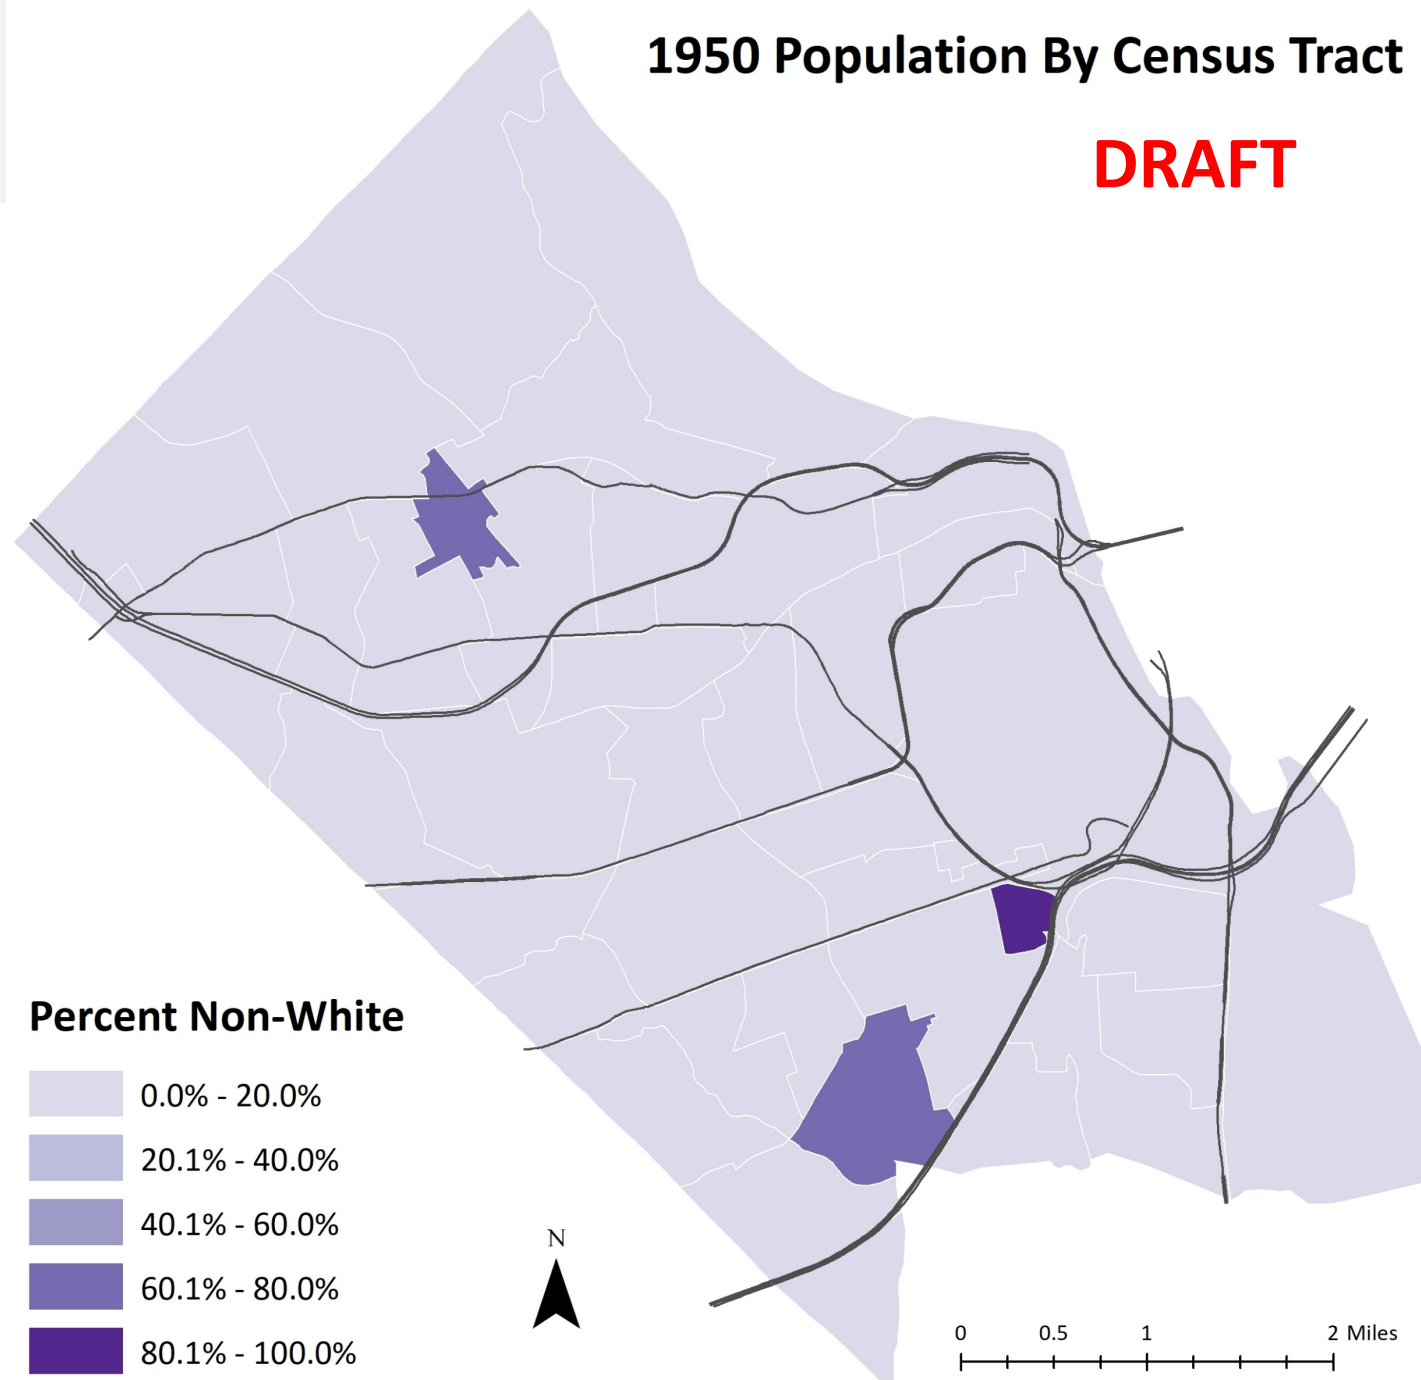 1950 Population By Census Tract
DRAFT
Percent Non-White
0.0% - 20.0%
20.1% - 40.0%
40.1% - 60.0%
60.1% - 80.0%
80.1% - 100.0%
N
0 0.5 1 2 Miles